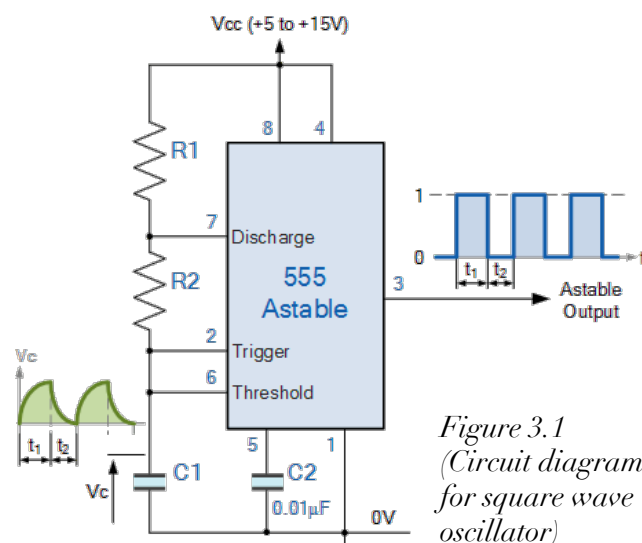 Vcc (+5 to +15V)
8
4
R1
7
Discharge
1
0
t
t₁
t₂
R2
555
Astable
3
Astable
Output
2
Trigger
Vc
6
Threshold
t
t₁
t₂
5
1
Vc
C1
C2
0.01µF
0V
Figure 3.1
(Circuit diagram
for square wave
oscillator)